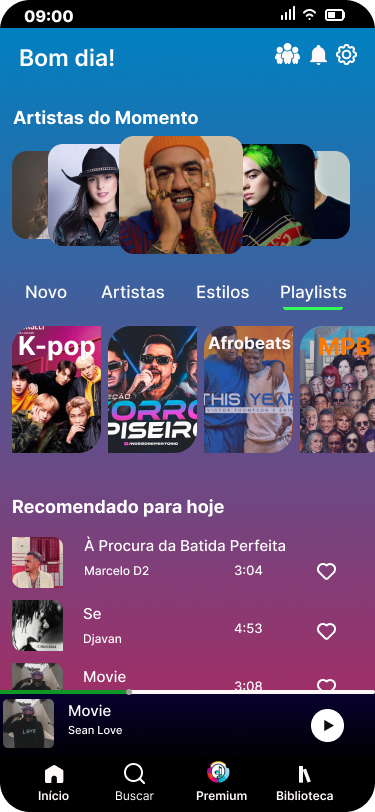 09:00
Bom dia!
Artistas do Momento
Novo Artistas Estilos Playlists
K-pop
PISEIRO
Afrobeats
THIS YEAR
MPB
Recomendado para hoje
À Procura da Batida Perfeita
Marcelo D2 3:04
Se
Djavan 4:53
Movie
3:08
Movie
Sean Love
Início Buscar Premium Biblioteca